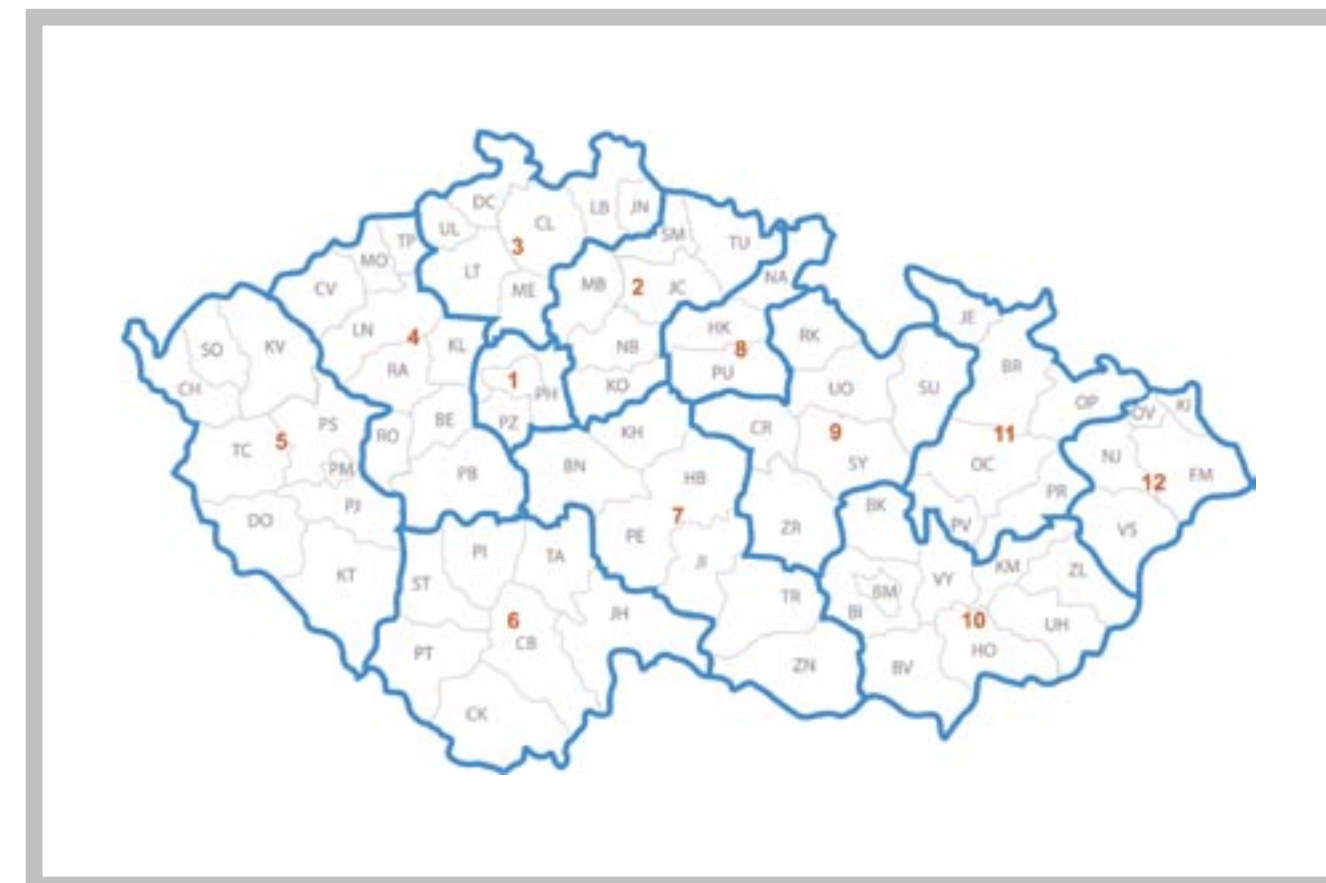 DC
LB
JN
UL
CL
SM
TP
3
TU
MO
LT
NA
CV
ME
MB
2
JC
JE
LN
HK
RK
4
KL
NB
8
SO
KV
BR
RA
PU
1
KO
UO
SU
CH
PH
OP
KJ
OV
BE
PZ
PS
RO
KH
CR
9
11
5
TC
NJ
PM
PB
BN
HB
SY
OC
FM
12
PR
PJ
BK
DO
7
PV
ZR
VS
PE
PI
TA
JI
KM
ZL
KT
ST
VY
BM
TR
BI
JH
6
10
UH
CB
HO
PT
ZN
BV
CK